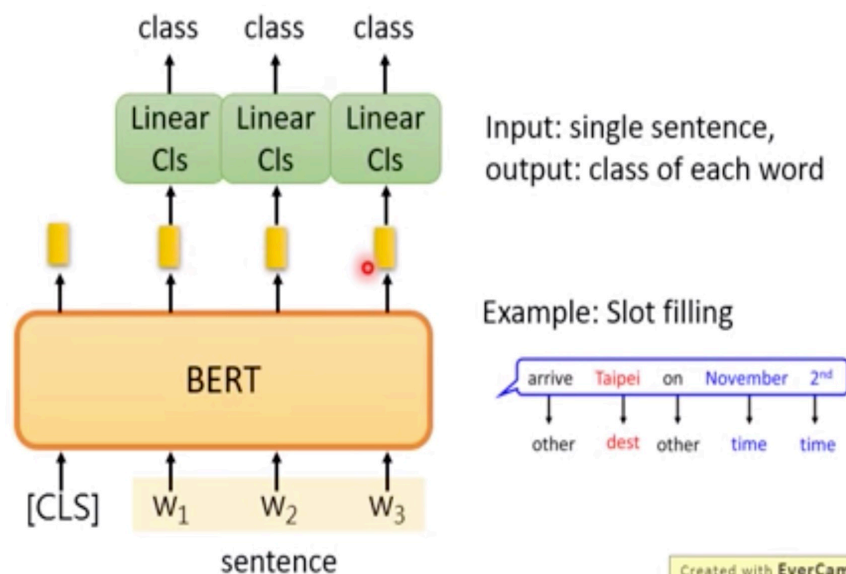 class class class
Linear Cls Linear Cls Linear Cls
Input: single sentence,
output: class of each word
BERT
Example: Slot filling
arrive Taipei on November 2nd
other dest other time time
[CLS] w1 w2 w3
sentence
Created with EverCam